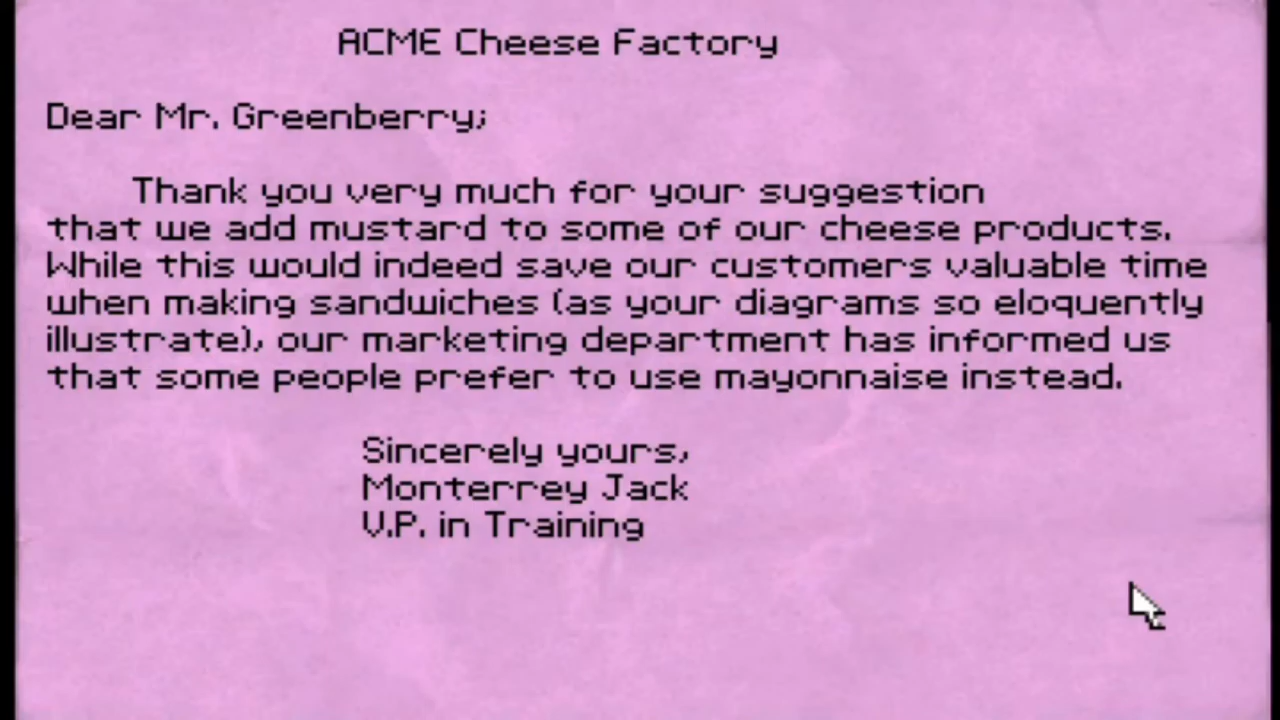 ACME Cheese Factory
Dear Mr. Greenberry;
Thank you very much for your suggestion
that we add mustard to some of our cheese products.
While this would indeed save our customers valuable time
when making sandwiches (as your diagrams so eloquently
illustrate), our marketing department has informed us
that some people prefer to use mayonnaise instead.
Sincerely yours,
Monterrey Jack
V.P. in Training